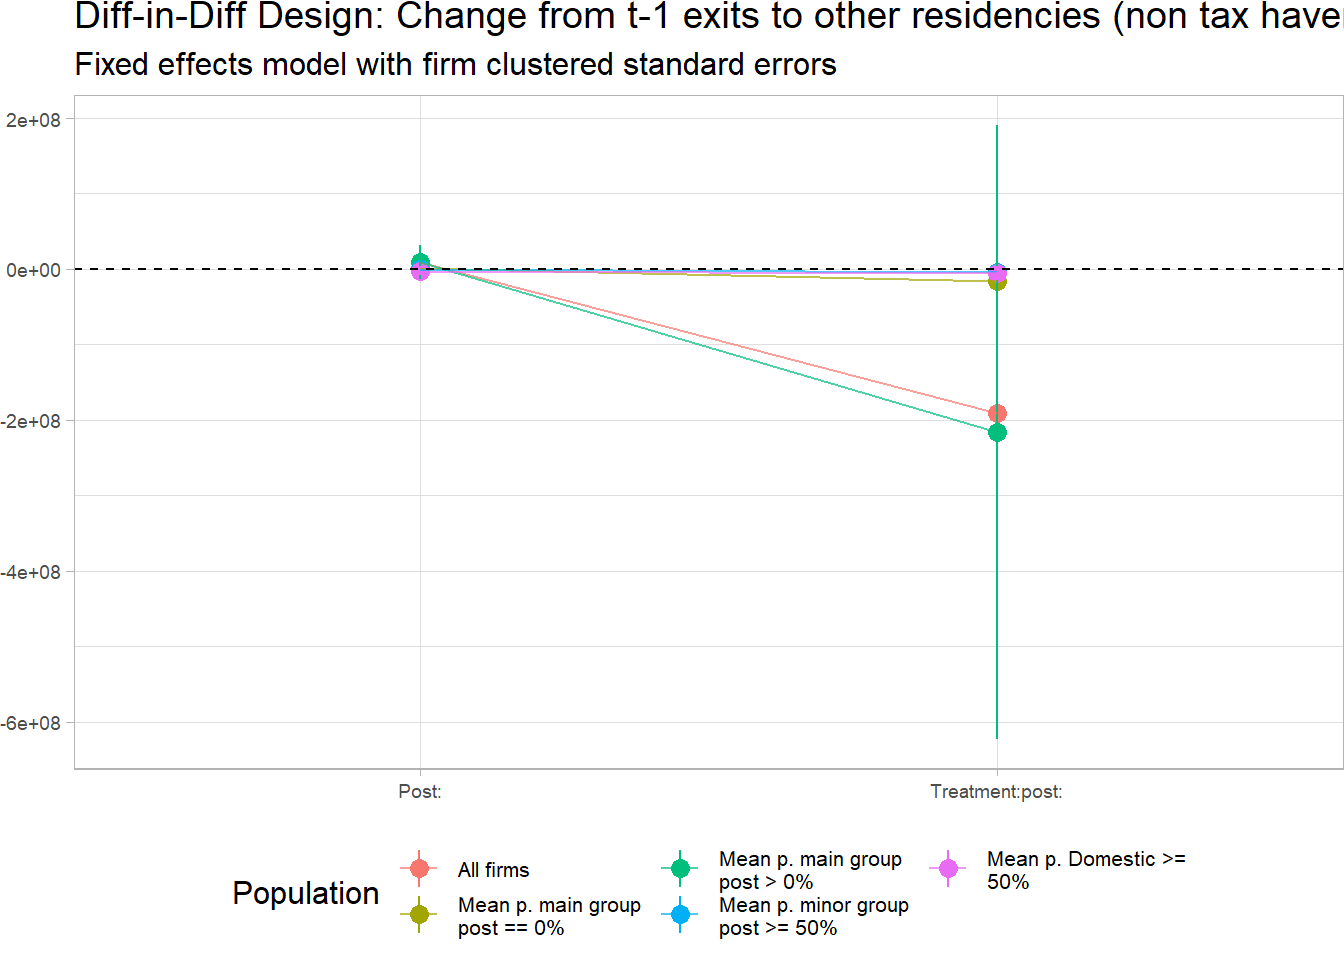 Diff-in-Diff Design: Change from t-1 exits to other residencies (non tax have
Fixed effects model with firm clustered standard errors
2e+08
0e+00
-2e+08
-4e+08
-6e+08
Post:
Treatment:post:
Population
All firms
Mean p. main group
post == 0%
Mean p. main group
post > 0%
Mean p. minor group
post >= 50%
Mean p. Domestic >=
50%